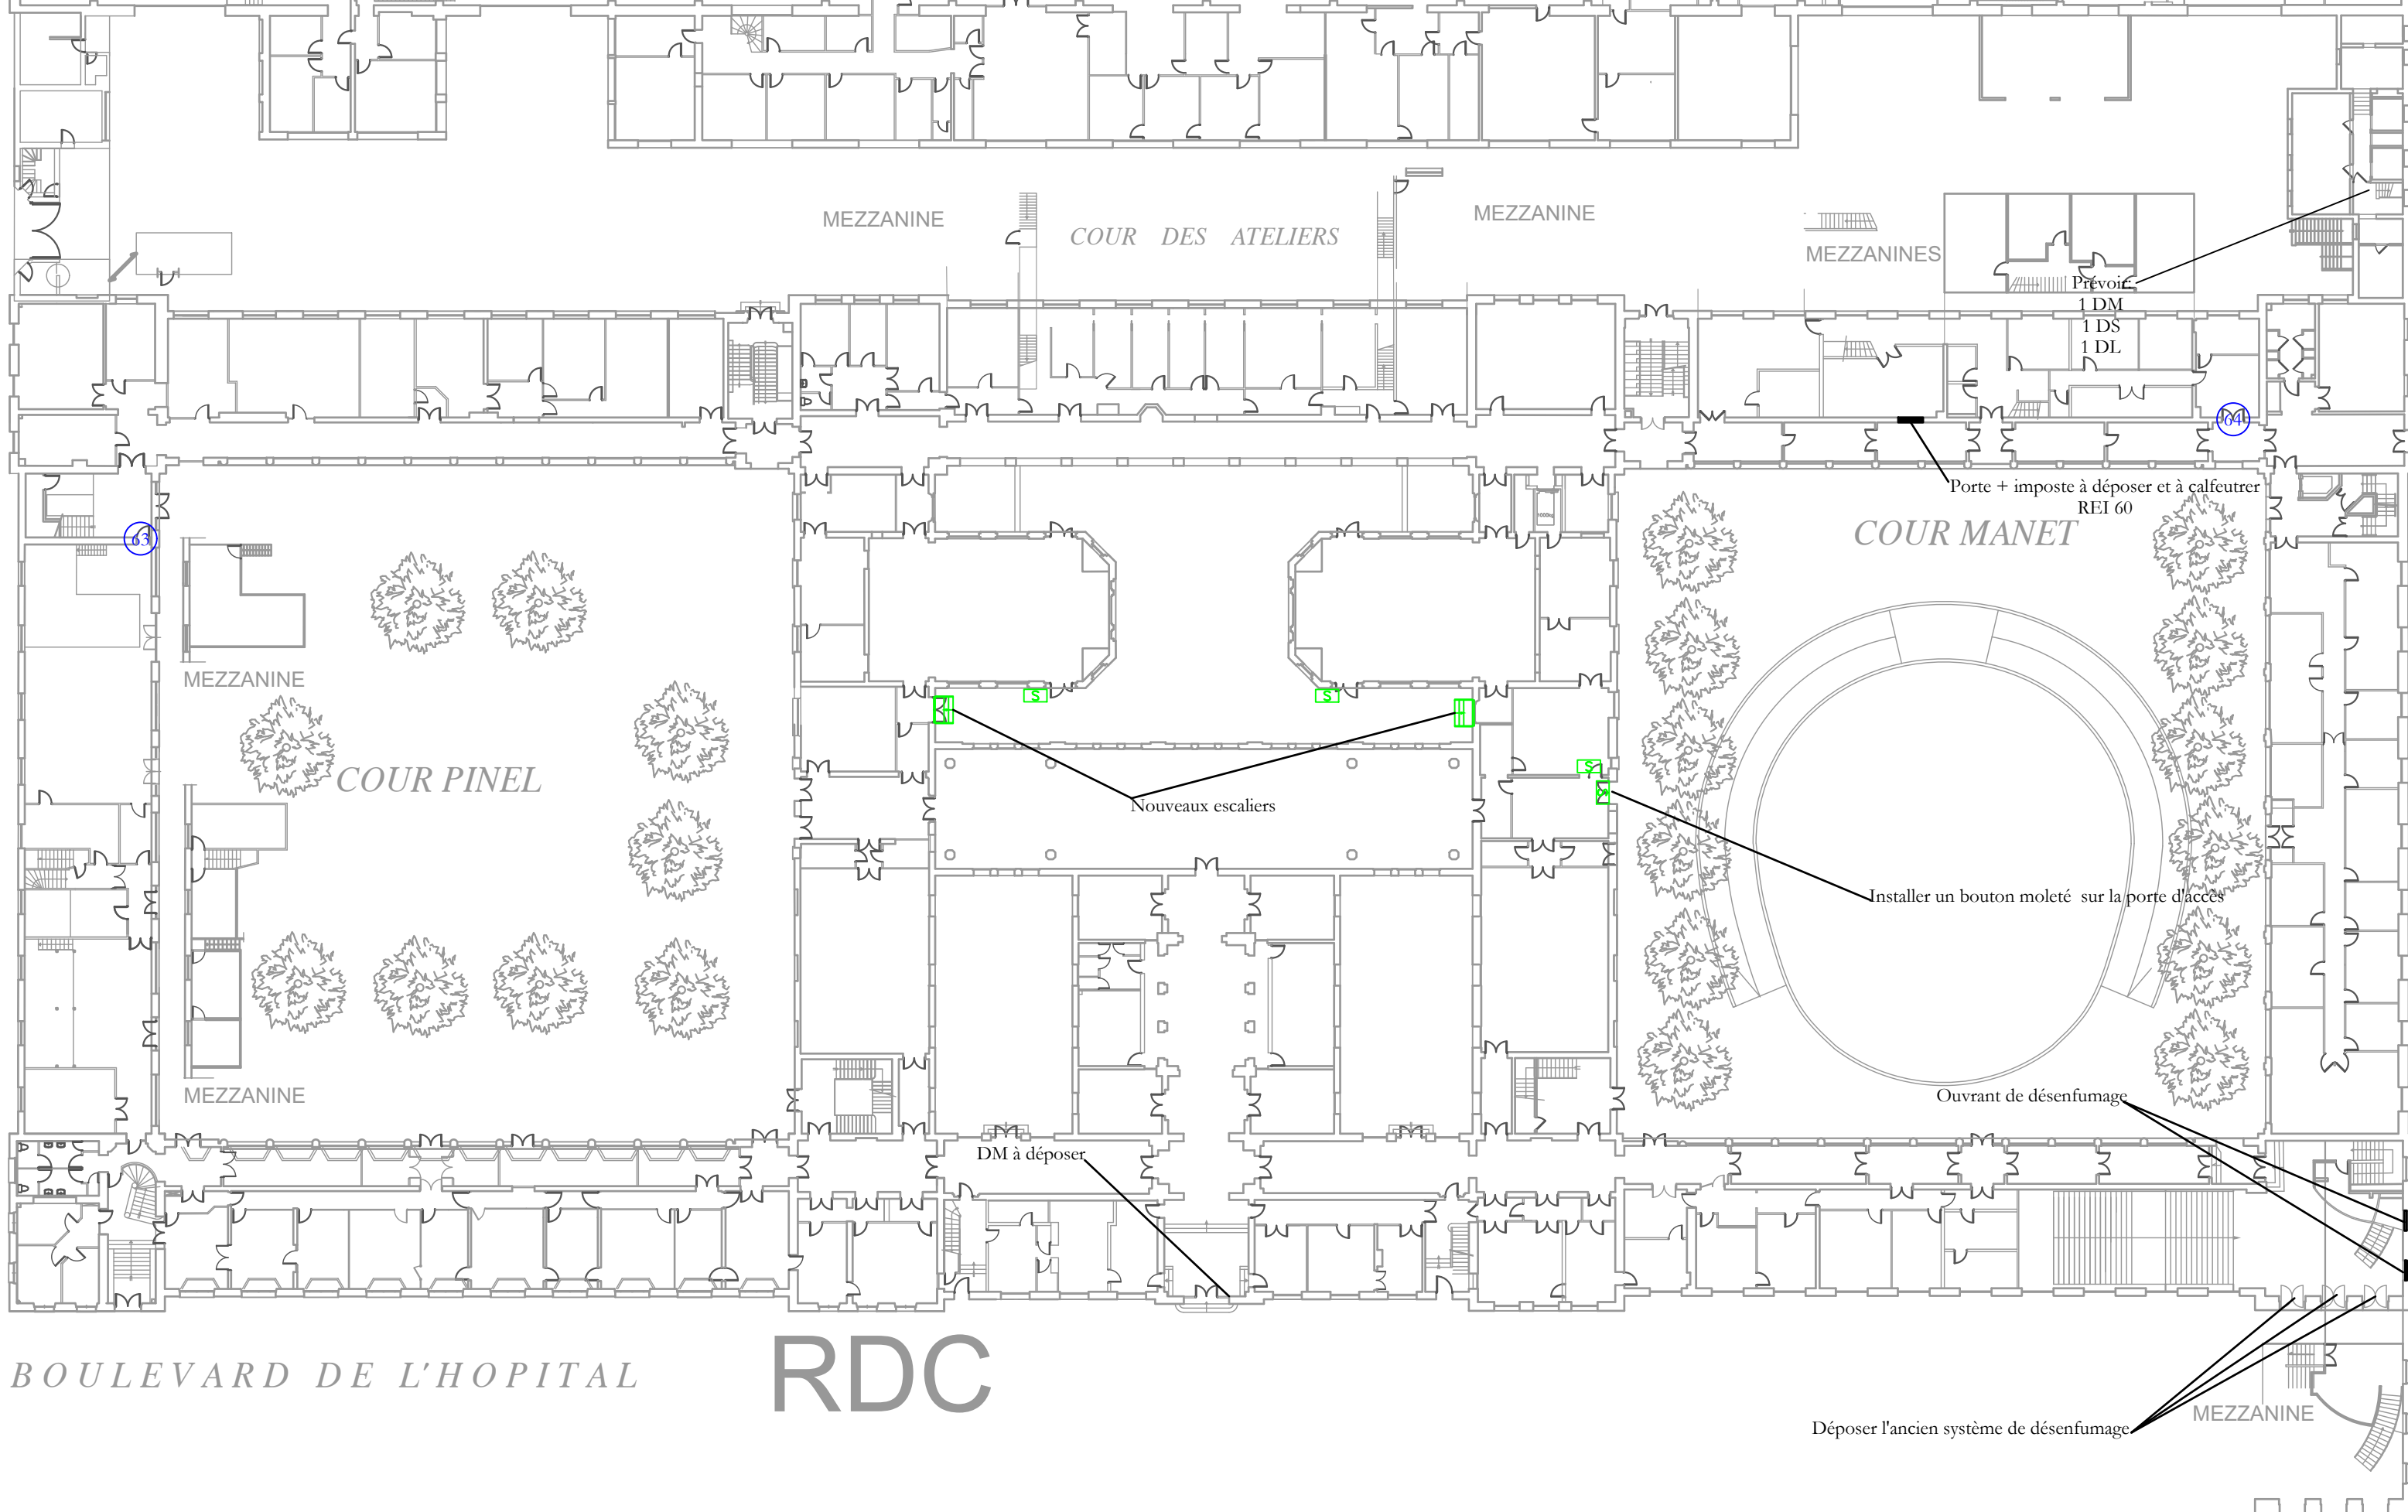 MEZZANINE
COUR DES ATELIERS
MEZZANINE
MEZZANINES
Prévoir:
1 DM
1 DS
1 DL
64
Porte + imposte à déposer et à calfeutrer
REI 60
COUR MANET
63
MEZZANINE
S
S
S
COUR PINEL
Nouveaux escaliers
Installer un bouton moleté sur la porte d'accès
MEZZANINE
Ouvrant de désenfumage
DM à déposer
RDC
BOULEVARD DE L'HOPITAL
MEZZANINE
Déposer l'ancien système de désenfumage